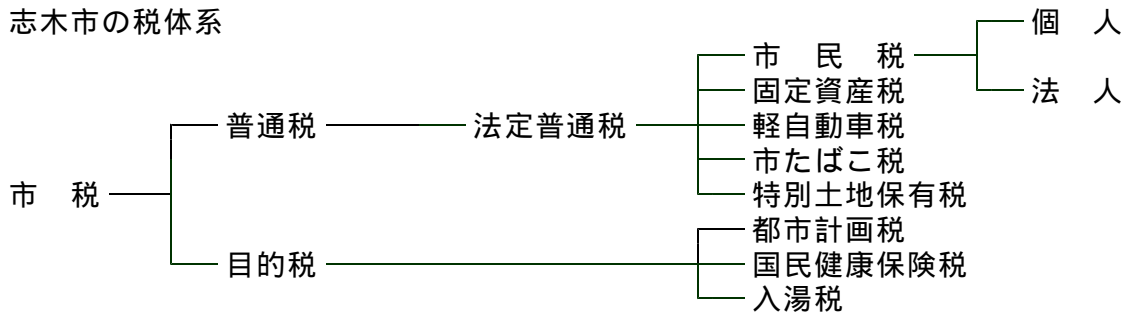 志木市の税体系
個　人
市　民　税
固定資産税
法　人
普通税
法定普通税
軽自動車税
市たばこ税
市　税
特別土地保有税
都市計画税
目的税
国民健康保険税
入湯税